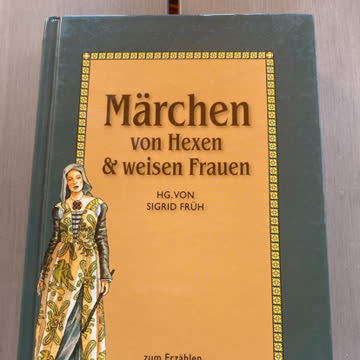 Märchen
von Hexen
& weisen Frauen
HG. VON
SIGRID FRÜH
zum Erzählen